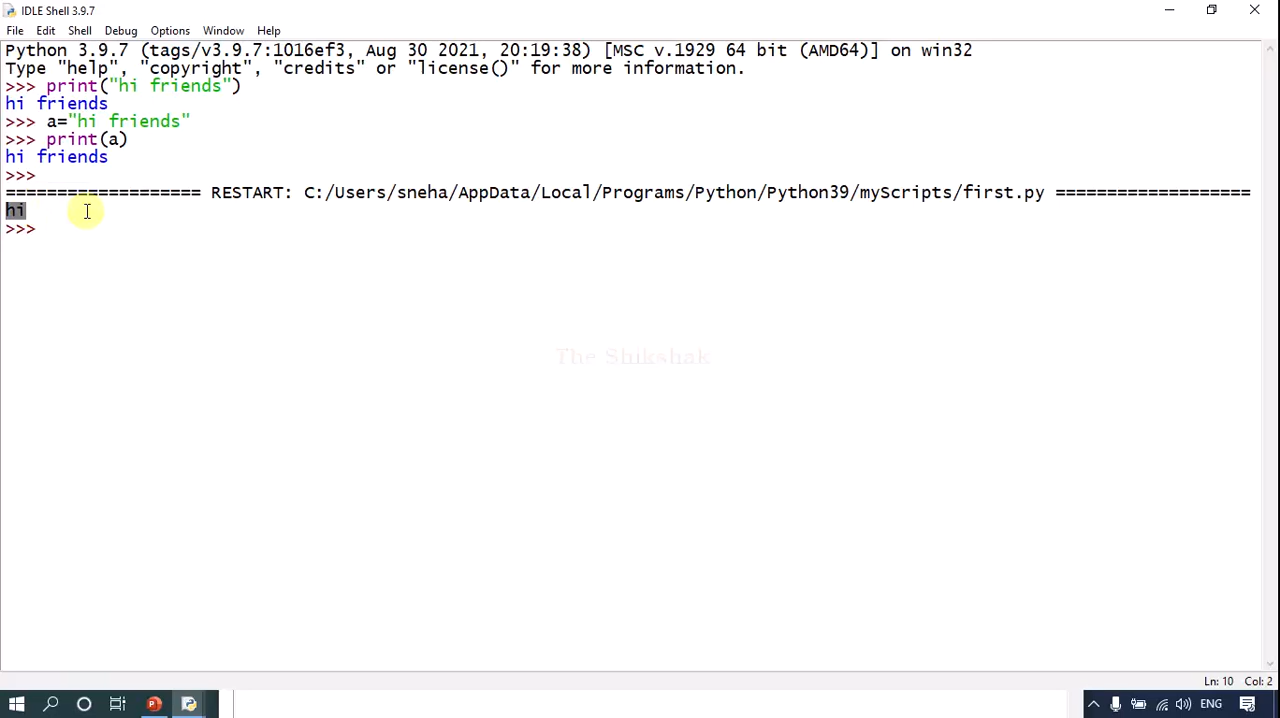 IDLE Shell 3.9.7
File Edit Shell Debug Options Window Help
Python 3.9.7 (tags/v3.9.7:1016ef3, Aug 30 2021, 20:19:38) [MSC v.1929 64 bit (AMD64)] on win32
Type "help", "copyright", "credits" or "license()" for more information.
>>> print("hi friends")
hi friends
>>> a="hi friends"
>>> print(a)
hi friends
>>>
=================== RESTART: C:/Users/sneha/AppData/Local/Programs/Python/Python39/myScripts/first.py ===================
hi
>>>
The Shikshak
Ln: 10 Col: 2
ENG